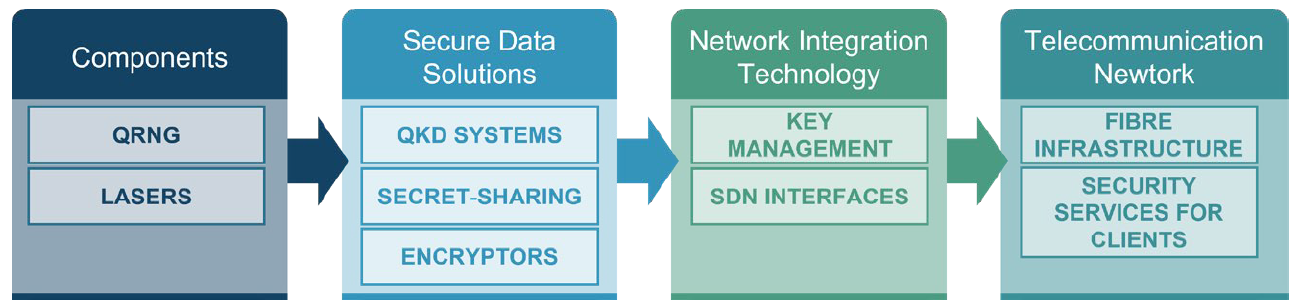 Components
QRNG
LASERS
Secure Data
Solutions
QKD SYSTEMS
SECRET-SHARING
ENCRYPTORS
Network Integration
Technology
KEY
MANAGEMENT
SDN INTERFACES
Telecommunication
Newtork
FIBRE
INFRASTRUCTURE
SECURITY
SERVICES FOR
CLIENTS